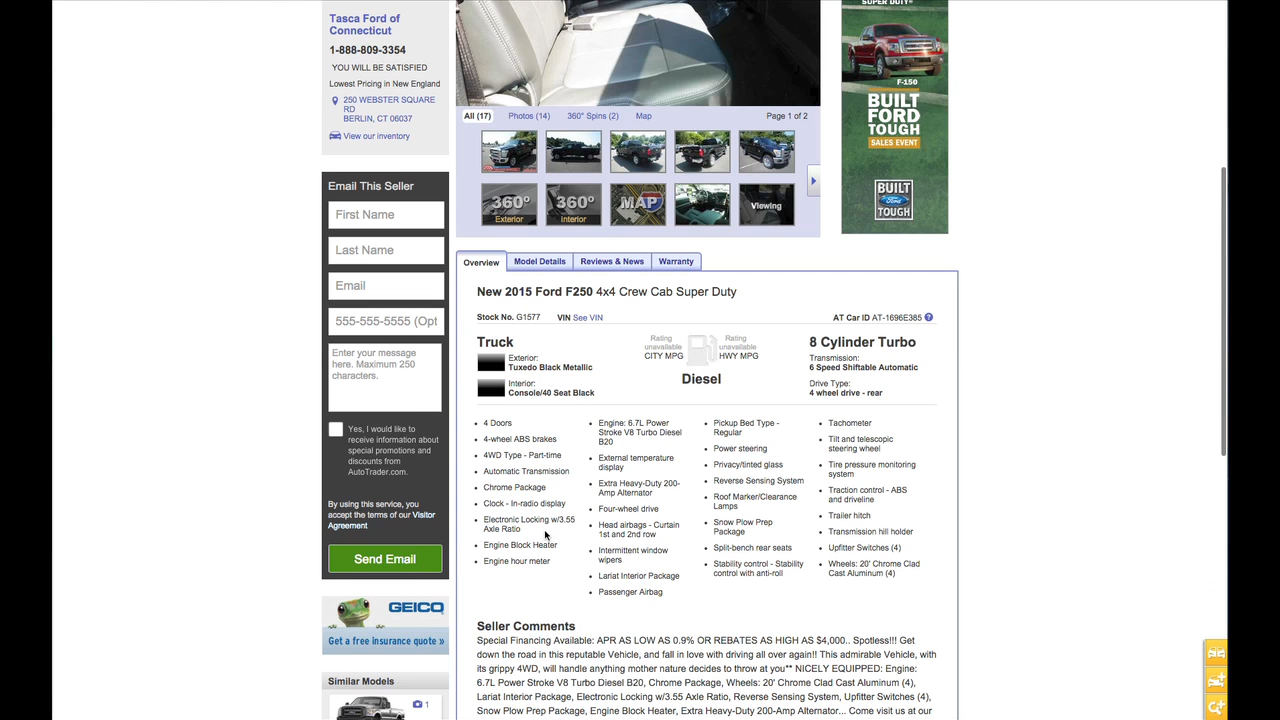 Tasca Ford of
Connecticut
1-888-809-3354
YOU WILL BE SATISFIED
Lowest Pricing in New England
250 WEBSTER SQUARE
RD
BERLIN, CT 06037
View our inventory
Email This Seller
First Name
Last Name
Email
555-555-5555 (Opt
Enter your message
here. Maximum 250
characters.
Yes, I would like to
receive information about
special promotions and
discounts from
AutoTrader.com.
By using this service, you
accept the terms of our Visitor
Agreement
Send Email
GEICO
Get a free insurance quote »
Similar Models
1
All (17) Photos (14) 360° Spins (2) Map Page 1 of 2
360º
Exterior
360º
Interior
MAP
Viewing
SUPER DUTY®
F-150
BUILT
FORD
TOUGH
SALES EVENT
BUILT
Ford
TOUGH
Overview Model Details Reviews & News Warranty
New 2015 Ford F250 4x4 Crew Cab Super Duty
Stock No. G1577 VIN See VIN AT Car ID AT-1696E385 ?
Truck
Exterior:
Tuxedo Black Metallic
Interior:
Console/40 Seat Black
Rating
unavailable
CITY MPG
Rating
unavailable
HWY MPG
Diesel
8 Cylinder Turbo
Transmission:
6 Speed Shiftable Automatic
Drive Type:
4 wheel drive - rear
4 Doors
4-wheel ABS brakes
4WD Type - Part-time
Automatic Transmission
Chrome Package
Clock - In-radio display
Electronic Locking w/3.55
Axle Ratio
Engine Block Heater
Engine hour meter
Engine: 6.7L Power
Stroke V8 Turbo Diesel
B20
External temperature
display
Extra Heavy-Duty 200-
Amp Alternator
Four-wheel drive
Head airbags - Curtain
1st and 2nd row
Intermittent window
wipers
Lariat Interior Package
Passenger Airbag
Pickup Bed Type -
Regular
Power steering
Privacy/tinted glass
Reverse Sensing System
Roof Marker/Clearance
Lamps
Snow Plow Prep
Package
Split-bench rear seats
Stability control - Stability
control with anti-roll
Tachometer
Tilt and telescopic
steering wheel
Tire pressure monitoring
system
Traction control - ABS
and driveline
Trailer hitch
Transmission hill holder
Upfitter Switches (4)
Wheels: 20' Chrome Clad
Cast Aluminum (4)
Seller Comments
Special Financing Available: APR AS LOW AS 0.9% OR REBATES AS HIGH AS $4,000.. Spotless!!! Get
down the road in this reputable Vehicle, and fall in love with driving all over again!! This admirable Vehicle, with
its grippy 4WD, will handle anything mother nature decides to throw at you** NICELY EQUIPPED: Engine:
6.7L Power Stroke V8 Turbo Diesel B20, Chrome Package, Wheels: 20' Chrome Clad Cast Aluminum (4),
Lariat Interior Package, Electronic Locking w/3.55 Axle Ratio, Reverse Sensing System, Upfitter Switches (4),
Snow Plow Prep Package, Engine Block Heater, Extra Heavy-Duty 200-Amp Alternator... Come visit us at our